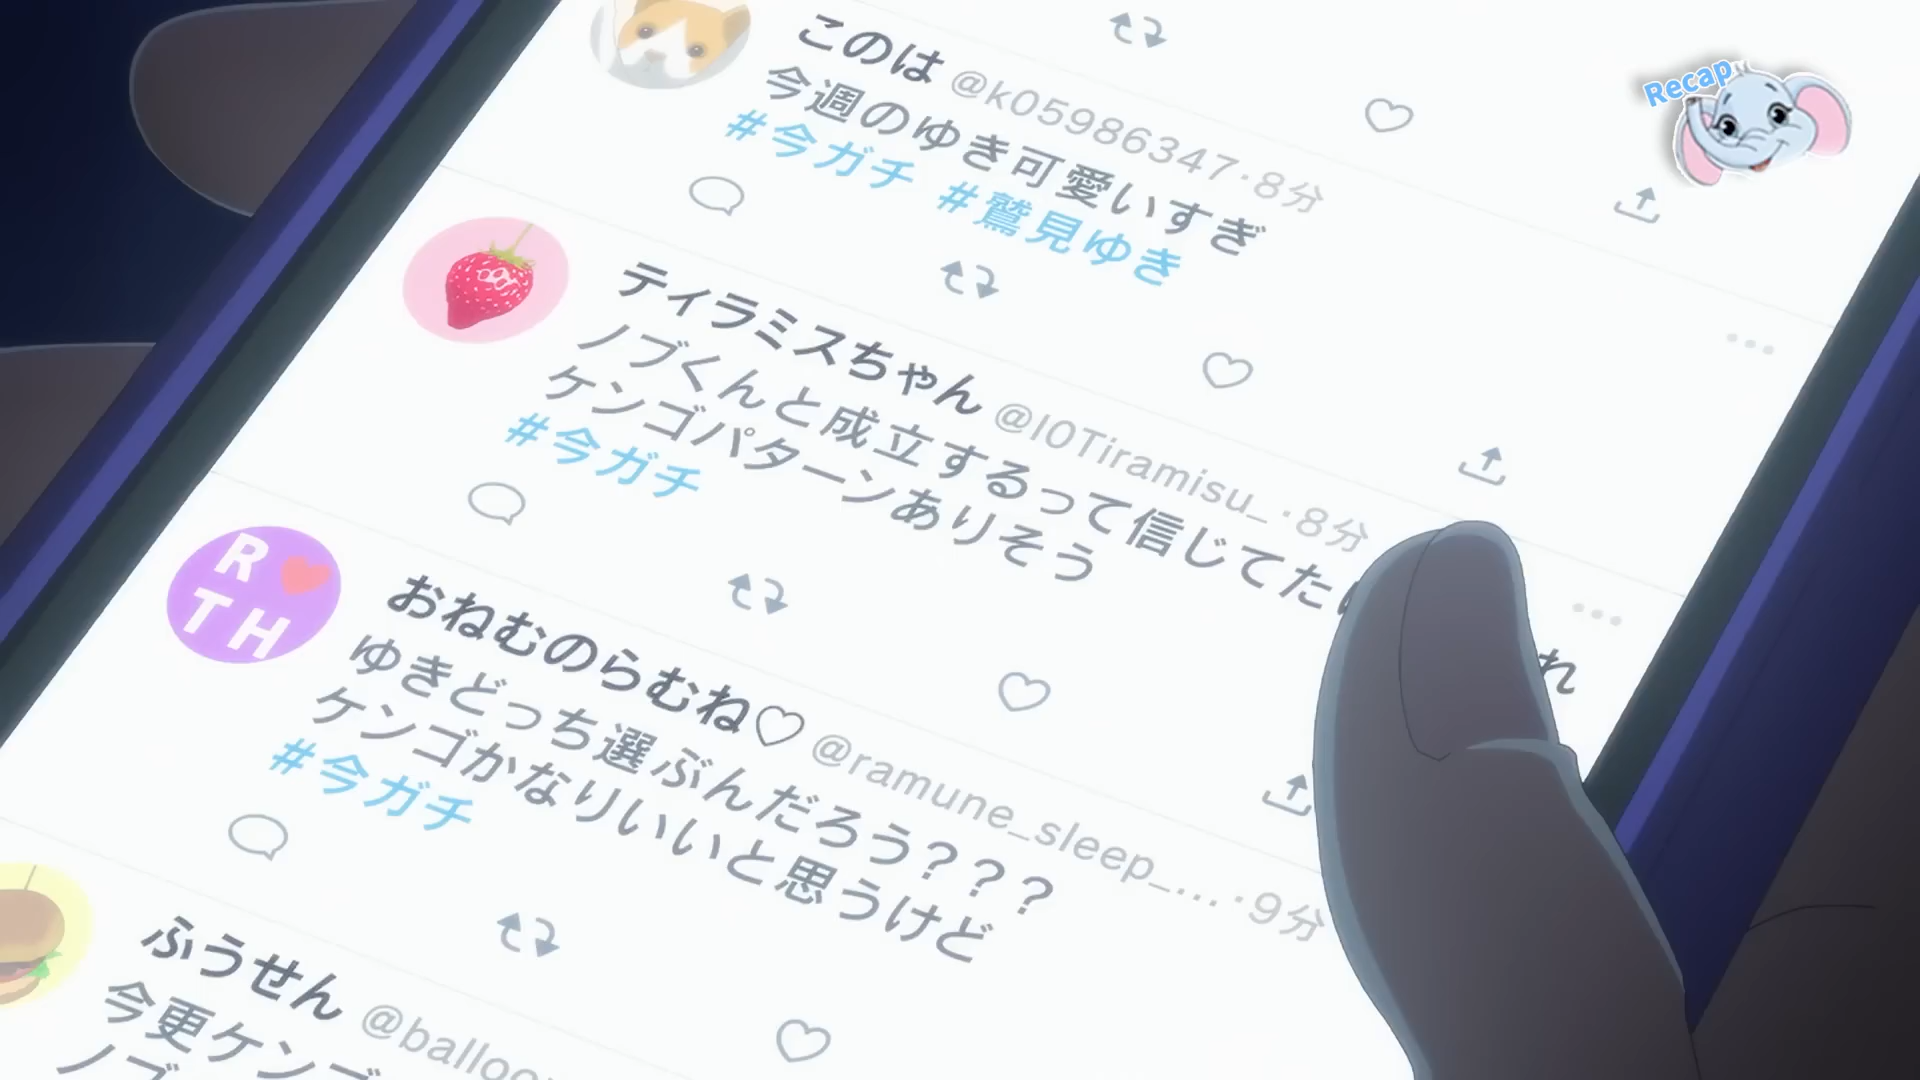 Recap
このは @k05986347・8分
今週のゆき可愛いすぎ
#今ガチ #鷲見ゆき
ティラミスちゃん @l0Tiramisu_・8分
ノブくんと成立するって信じてた
れ
ケンゴパターンありそう
#今ガチ
R♥
TH
おねむのらむね♡ @ramune_sleep_...・9分
ゆきどっち選ぶんだろう???
ケンゴかなりいいと思うけど
#今ガチ
ふうせん @balloo
今更ケンゴ
ノブ